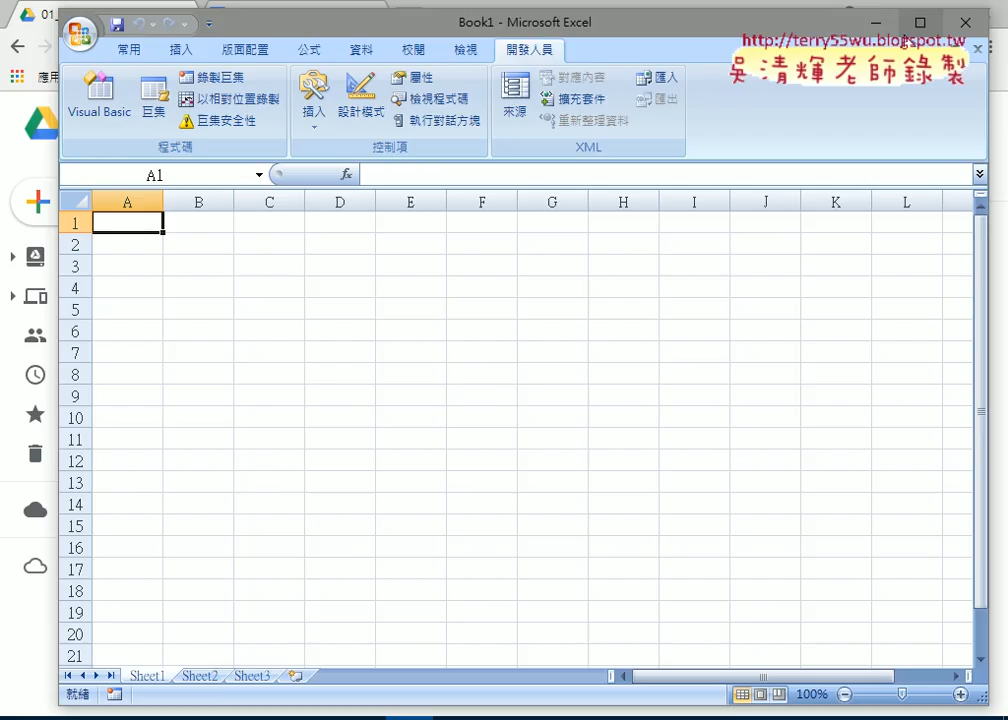 01_
Book1 - Microsoft Excel
http://terry55wu.blogspot.tw
吳清輝老師錄製
常用 插入 版面配置 公式 資料 校閱 檢視 開發人員
應用
Visual Basic
巨集
錄製巨集
以相對位置錄製
巨集安全性
程式碼
插入
設計模式
屬性
檢視程式碼
執行對話方塊
控制項
來源
對應內容
擴充套件
重新整理資料
匯入
匯出
XML
A1
fx
A B C D E F G H I J K L
1
2
3
4
5
6
7
8
9
10
11
12
13
14
15
16
17
18
19
20
21
Sheet1 Sheet2 Sheet3
就緒
100%